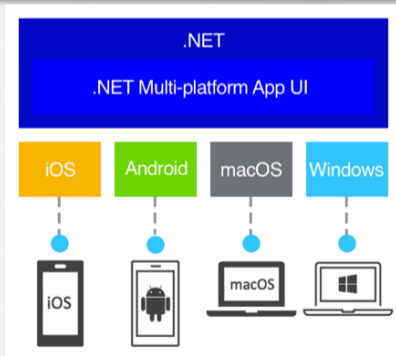 .NET
.NET Multi-platform App UI
iOS Android macOS Windows
iOS macOS